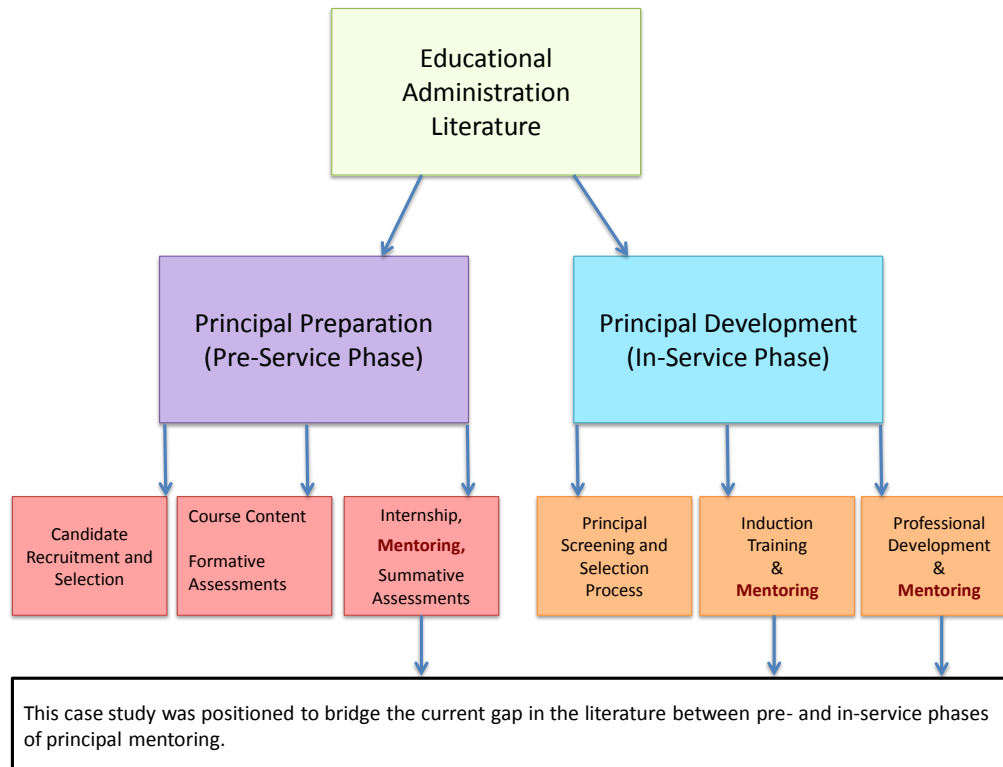 Educational
Administration
Literature
Principal Preparation
(Pre-Service Phase)
Principal Development
(In-Service Phase)
Candidate
Recruitment and
Selection
Course Content
Formative
Assessments
Internship,
Mentoring,
Summative
Assessments
Principal
Screening and
Selection
Process
Induction
Training
&
Mentoring
Professional
Development
&
Mentoring
This case study was positioned to bridge the current gap in the literature between pre- and in-service phases
of principal mentoring.